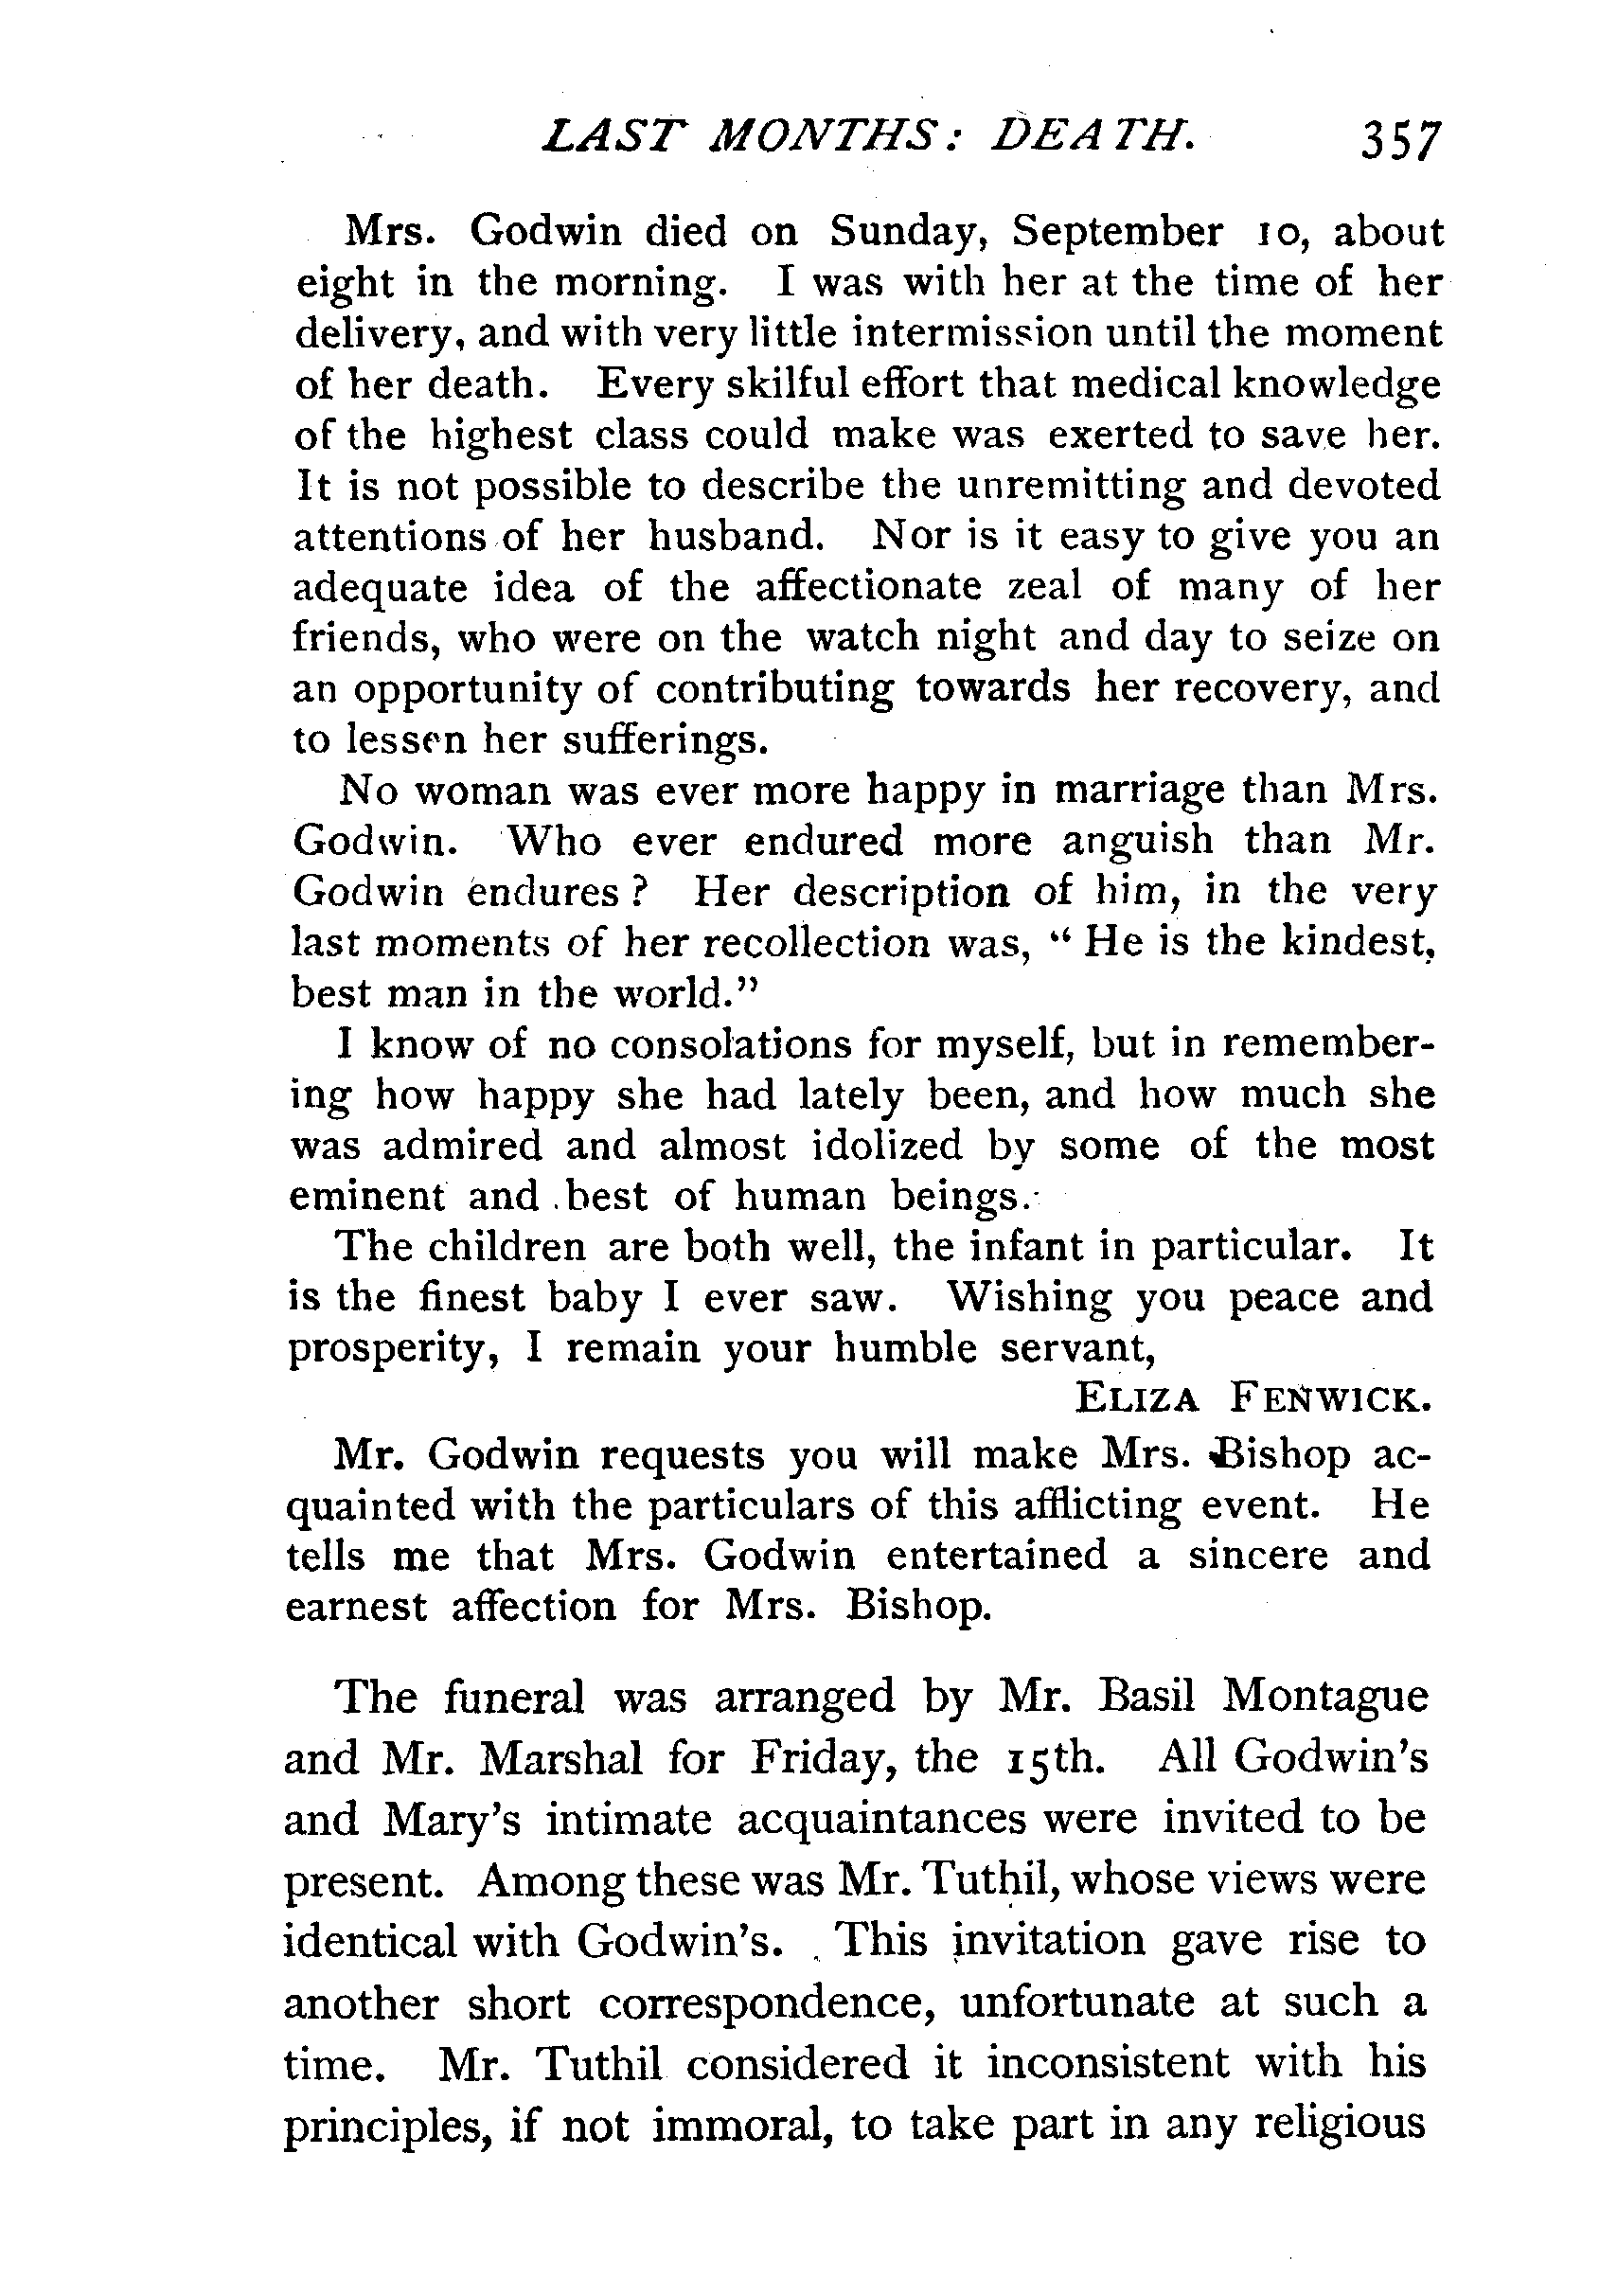 LAST MONTHS: DEATH. 357
Mrs. Godwin died on Sunday, September 10, about
eight in the morning. I was with her at the time of her
delivery, and with very little intermission until the moment
of her death. Every skilful effort that medical knowledge
of the highest class could make was exerted to save her.
It is not possible to describe the unremitting and devoted
attentions of her husband. Nor is it easy to give you an
adequate idea of the affectionate zeal of many of her
friends, who were on the watch night and day to seize on
an opportunity of contributing towards her recovery, and
to lessen her sufferings.
No woman was ever more happy in marriage than Mrs.
Godwin. Who ever endured more anguish than Mr.
Godwin endures? Her description of him, in the very
last moments of her recollection was, "He is the kindest,
best man in the world."
I know of no consolations for myself, but in remember-
ing how happy she had lately been, and how much she
was admired and almost idolized by some of the most
eminent and best of human beings.
The children are both well, the infant in particular. It
is the finest baby I ever saw. Wishing you peace and
prosperity, I remain your humble servant,
ELIZA FENWICK.
Mr. Godwin requests you will make Mrs. Bishop ac-
quainted with the particulars of this afflicting event. He
tells me that Mrs. Godwin entertained a sincere and
earnest affection for Mrs. Bishop.
The funeral was arranged by Mr. Basil Montague
and Mr. Marshal for Friday, the 15th. All Godwin's
and Mary's intimate acquaintances were invited to be
present. Among these was Mr. Tuthil, whose views were
identical with Godwin's. This invitation gave rise to
another short correspondence, unfortunate at such a
time. Mr. Tuthil considered it inconsistent with his
principles, if not immoral, to take part in any religious